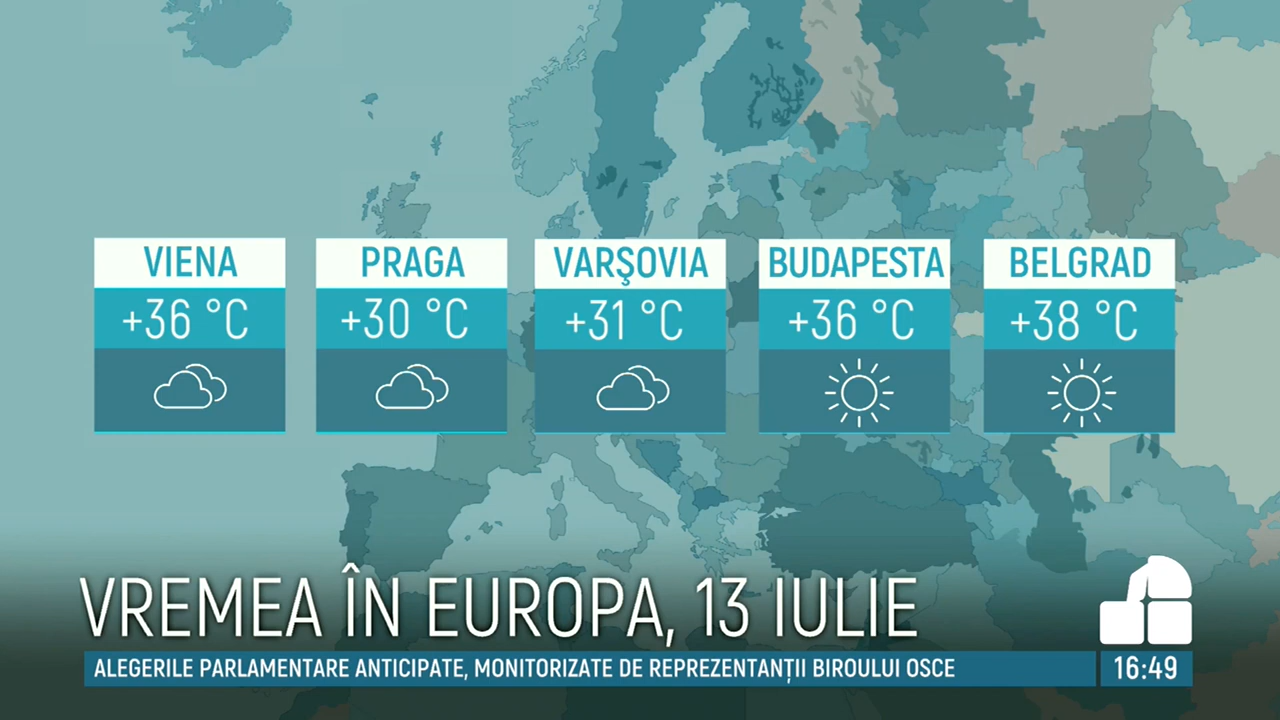 VIENA
+36 °C
PRAGA
+30 °C
VARŞOVIA
+31 °C
BUDAPESTA
+36 °C
BELGRAD
+38 °C
VREMEA ÎN EUROPA, 13 IULIE
ALEGERILE PARLAMENTARE ANTICIPATE, MONITORIZATE DE REPREZENTANȚII BIROULUI OSCE
16:49